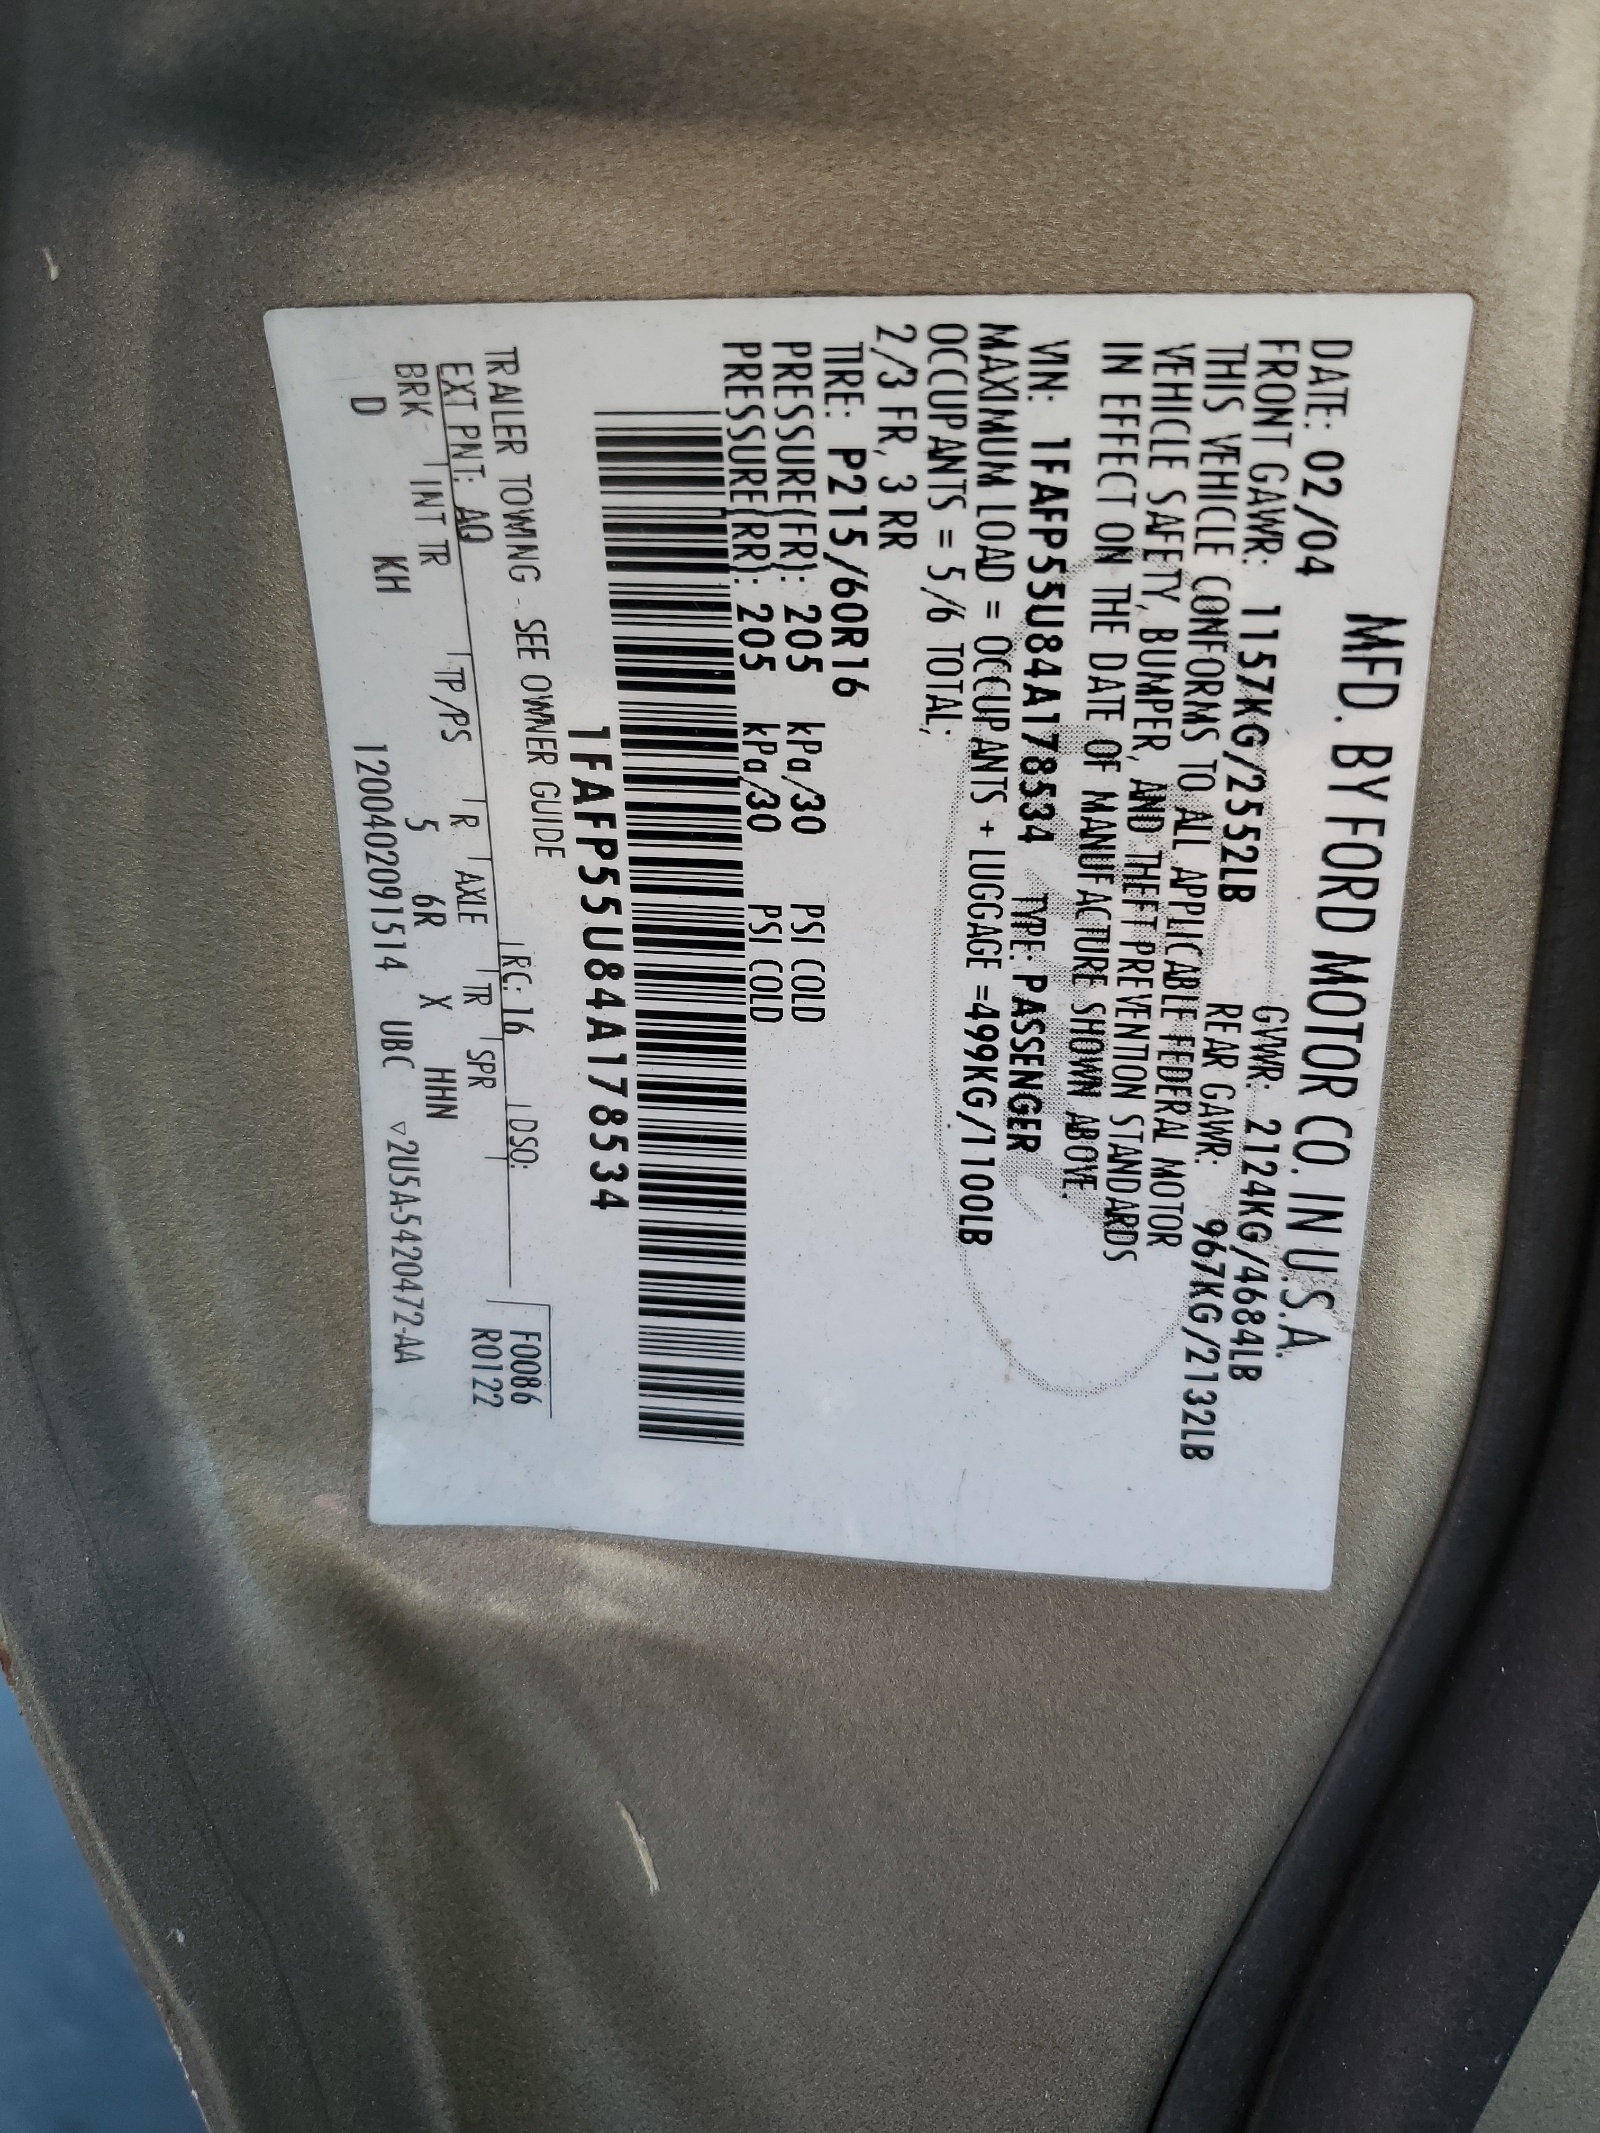 MFD. BY FORD MOTOR CO. IN U.S.A.
DATE: 02/04 GVWR: 2124KG/4684LB
FRONT GAWR: 1157KG/2552LB REAR GAWR: 967KG/2132LB
THIS VEHICLE CONFORMS TO ALL APPLICABLE FEDERAL MOTOR
VEHICLE SAFETY, BUMPER, AND THEFT PREVENTION STANDARDS
IN EFFECT ON THE DATE OF MANUFACTURE SHOWN ABOVE.
VIN: 1FAFP55U84A178534 TYPE: PASSENGER
MAXIMUM LOAD = OCCUPANTS + LUGGAGE =499KG/1100LB
OCCUPANTS = 5/6 TOTAL;
2/3 FR, 3 RR
TIRE: P215/60R16
PRESSURE(FR): 205 kPa/30 PSI COLD
PRESSURE(RR): 205 kPa/30 PSI COLD
1FAFP55U84A178534
TRAILER TOWING - SEE OWNER GUIDE
F0086
R0122
EXT PNT: AQ RC: 16 DSO:
BRK INT TR TP/PS R AXLE TR SPR
D KH 5 6R X HHN
1200402091514 UBC ▽2U5A-5420472-AA